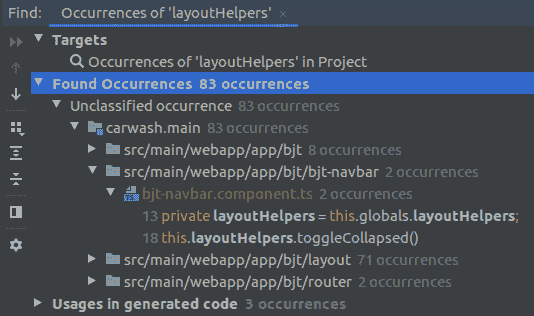 Find: Occurrences of 'layoutHelpers' ×
Targets
Occurrences of 'layoutHelpers' in Project
Found Occurrences 83 occurrences
Unclassified occurrence 83 occurrences
carwash.main 83 occurrences
src/main/webapp/app/bjt 8 occurrences
src/main/webapp/app/bjt/bjt-navbar 2 occurrences
bjt-navbar.component.ts 2 occurrences
13 private layoutHelpers = this.globals.layoutHelpers;
18 this.layoutHelpers.toggleCollapsed()
src/main/webapp/app/bjt/layout 71 occurrences
src/main/webapp/app/bjt/router 2 occurrences
Usages in generated code 3 occurrences